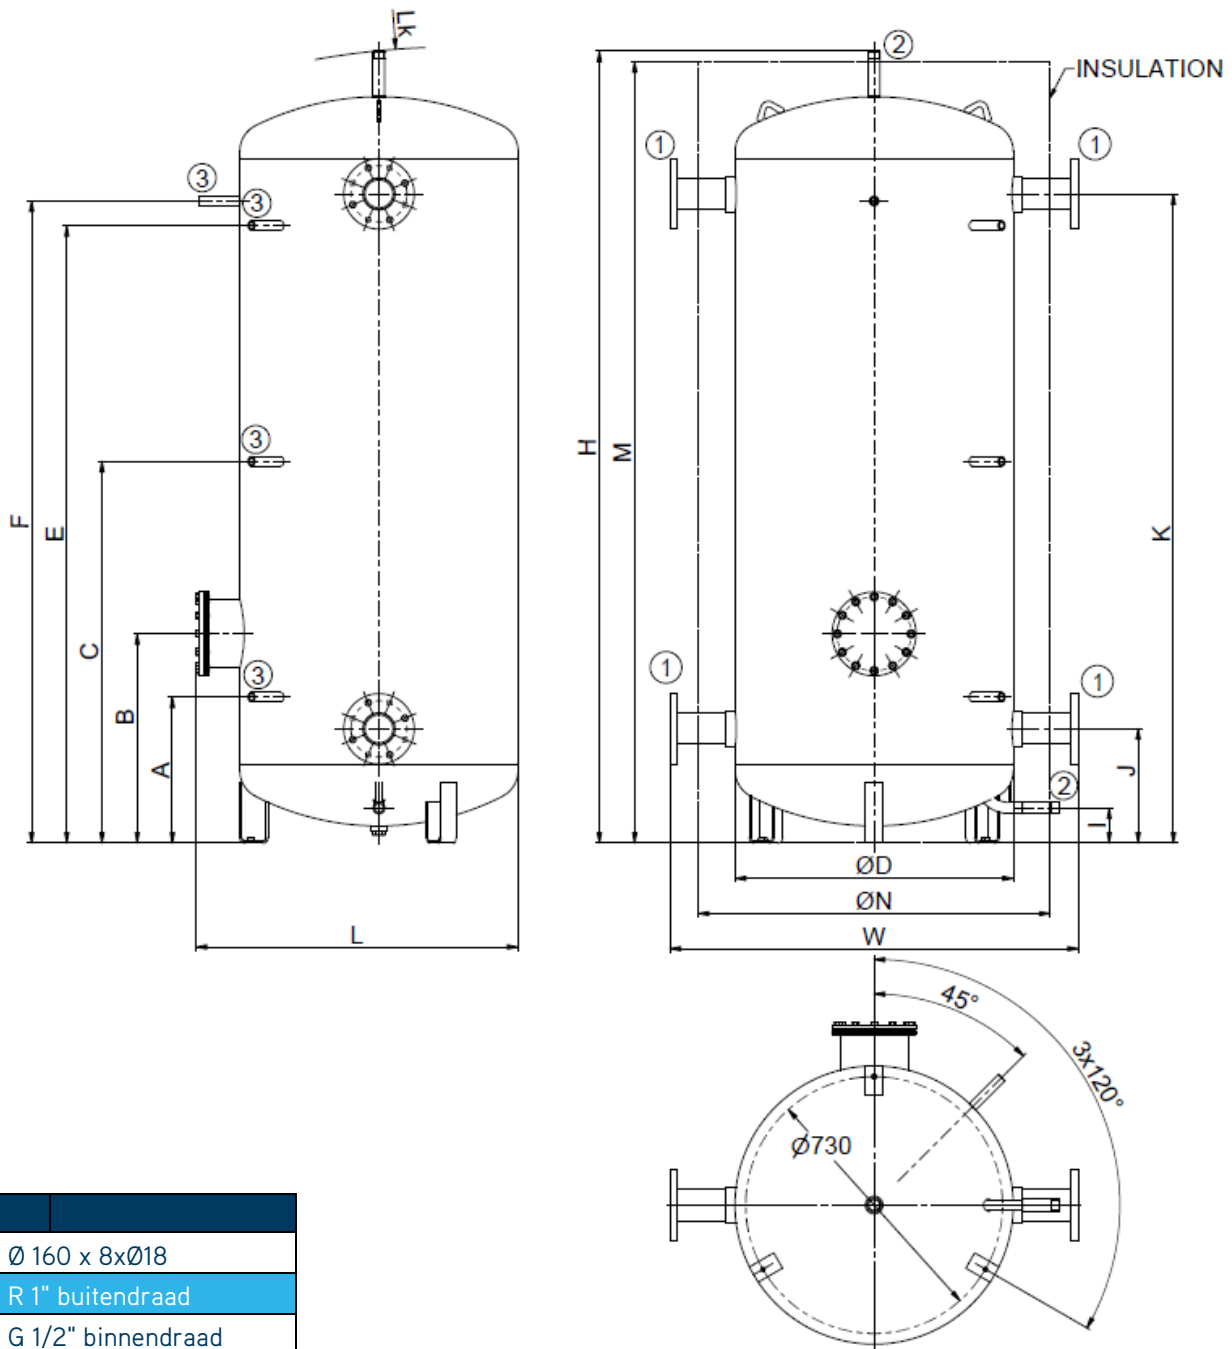 Lk
②
INSULATION
①
①
③
③
H
M
③
F
E
K
C
①
③
①
B
A
J
②
I
ØD
ØN
L
W
45°
3x120°
Ø730
Ø 160 x 8xØ18
R 1" buitendraad
G 1/2" binnendraad